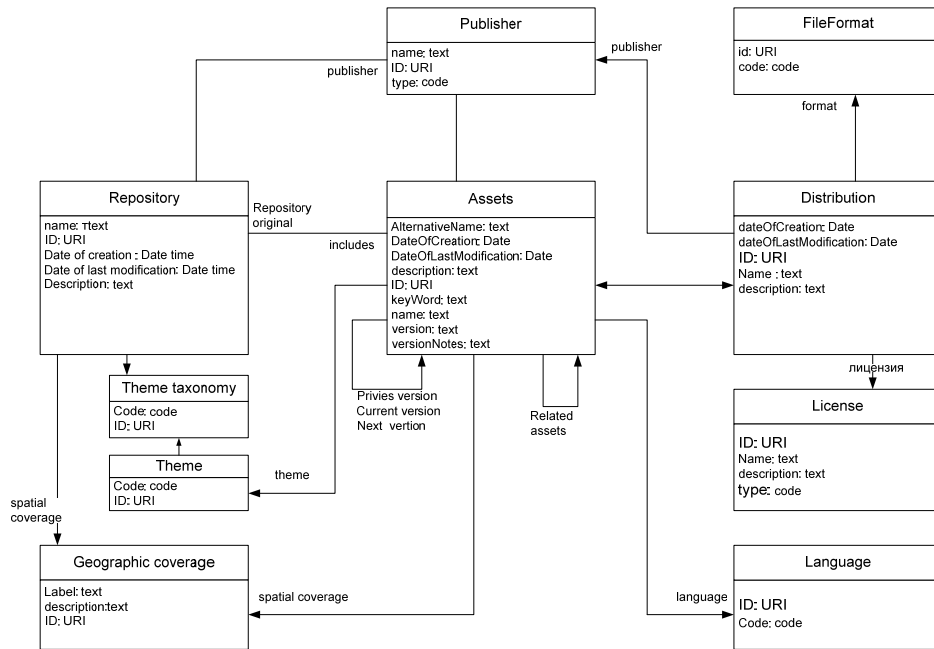 Publisher
name: text
ID: URI
type: code
FileFormat
id: URI
code: code
publisher
publisher
format
Repository
name: тtext
ID: URI
Date of creation : Date time
Date of last modification: Date time
Description: text
Repository
original
includes
Assets
AlternativeName: text
DateOfCreation: Date
DateOfLastModification: Date
description: text
ID: URI
keyWord: text
name: text
version: text
versionNotes: text
Distribution
dateOfCreation: Date
dateOfLastModification: Date
ID: URI
Name : text
description: text
Privies version
Current version
Next vertion
Related
assets
лицензия
Theme taxonomy
Code: code
ID: URI
Theme
Code: code
ID: URI
theme
License
ID: URI
Name: text
description: text
type: code
spatial
coverage
Geographic coverage
Label: text
description:text
ID: URI
spatial coverage
language
Language
ID: URI
Code: code